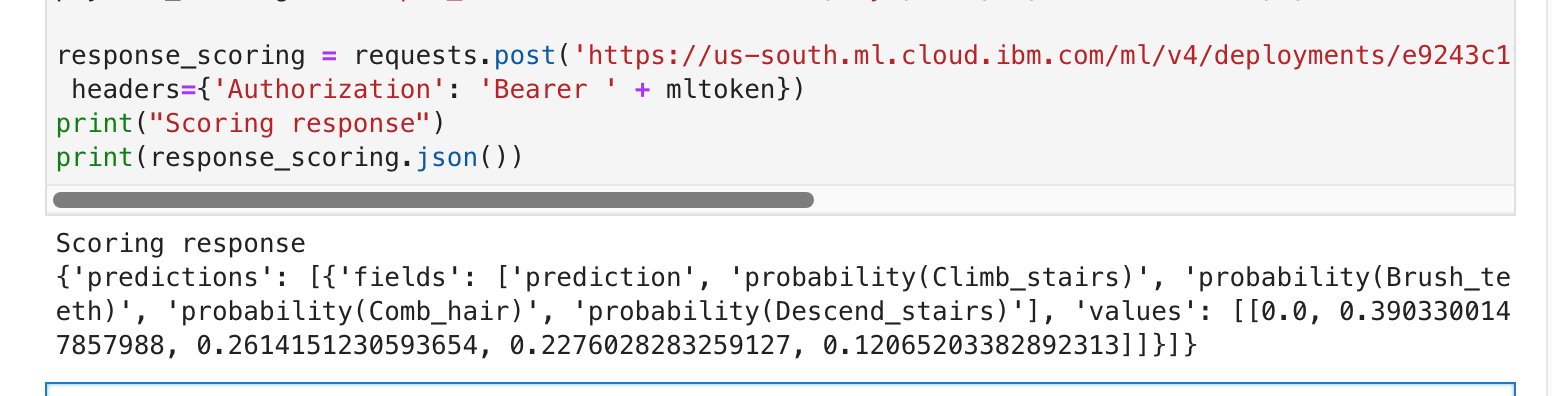 response_scoring = requests.post('https://us-south.ml.cloud.ibm.com/ml/v4/deployments/e9243c1
headers={'Authorization': 'Bearer ' + mltoken})
print("Scoring response")
print(response_scoring.json())
Scoring response
{'predictions': [{'fields': ['prediction', 'probability(Climb_stairs)', 'probability(Brush_te
eth)', 'probability(Comb_hair)', 'probability(Descend_stairs)'], 'values': [[0.0, 0.390330014
7857988, 0.2614151230593654, 0.2276028283259127, 0.12065203382892313]]}]}